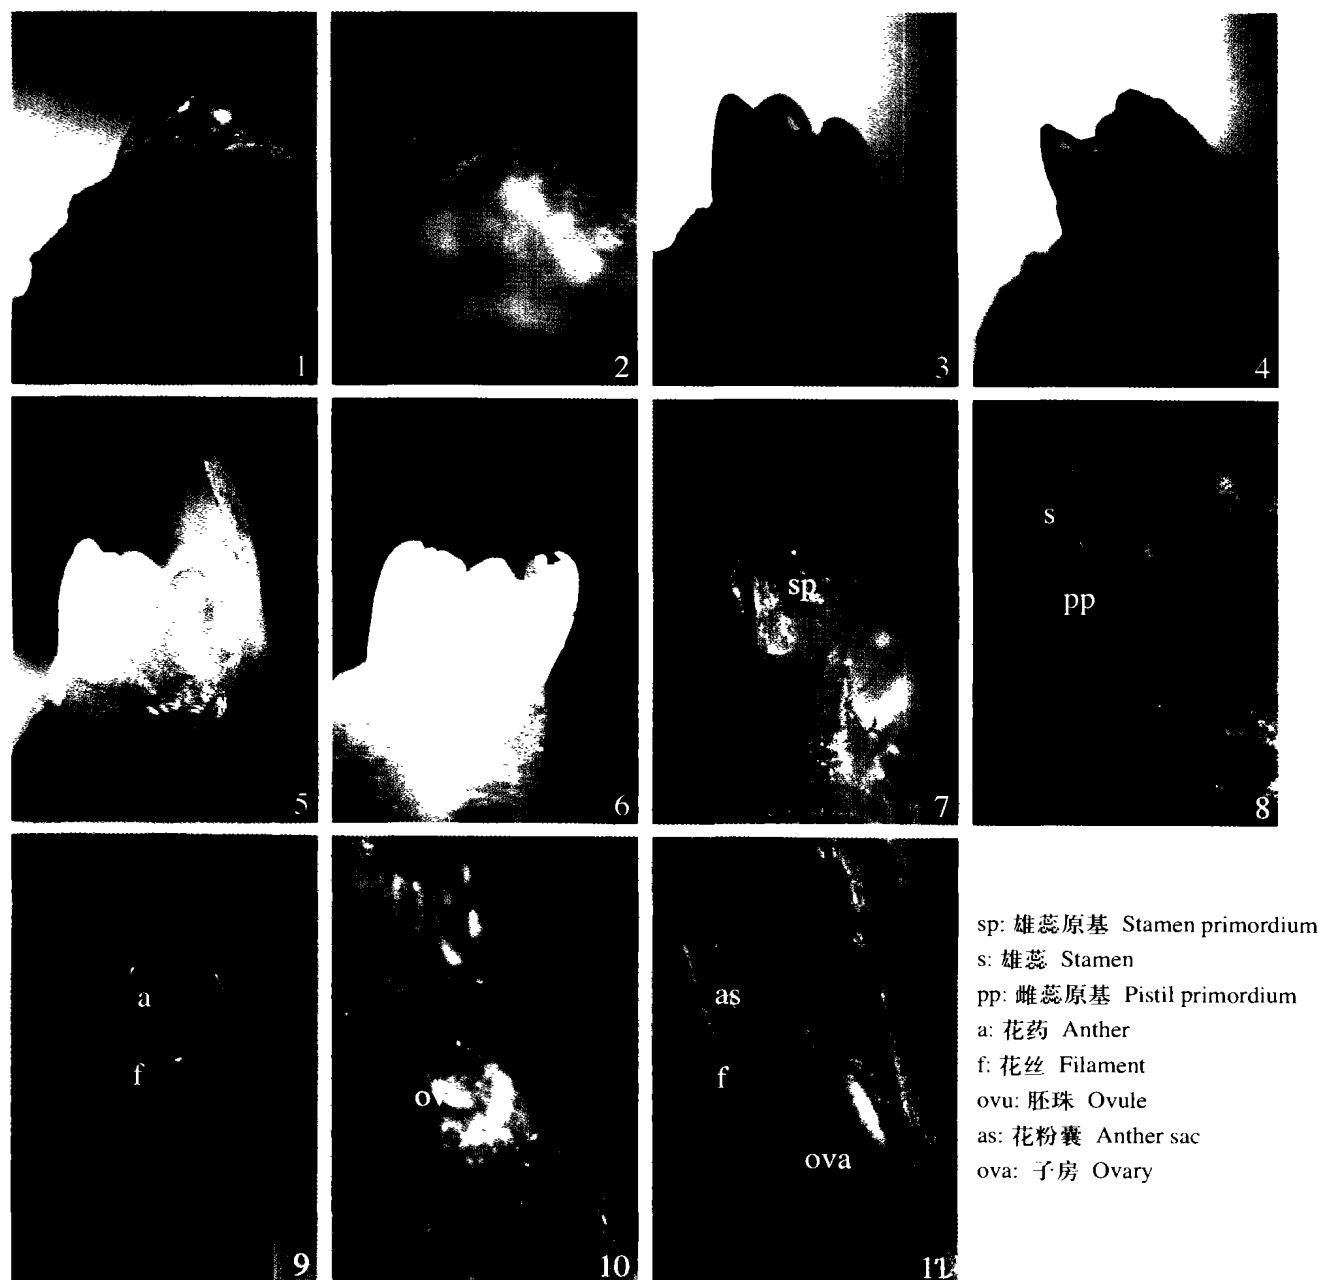 1
2
3
4
sp
5
6
7
s
pp
8
a
f
9
10
as
f
ova
sp: 雄蕊原基 Stamen primordium
s: 雄蕊 Stamen
pp: 雌蕊原基 Pistil primordium
a: 花药 Anther
f: 花丝 Filament
ovu: 胚珠 Ovule
as: 花粉囊 Anther sac
ova: 子房 Ovary